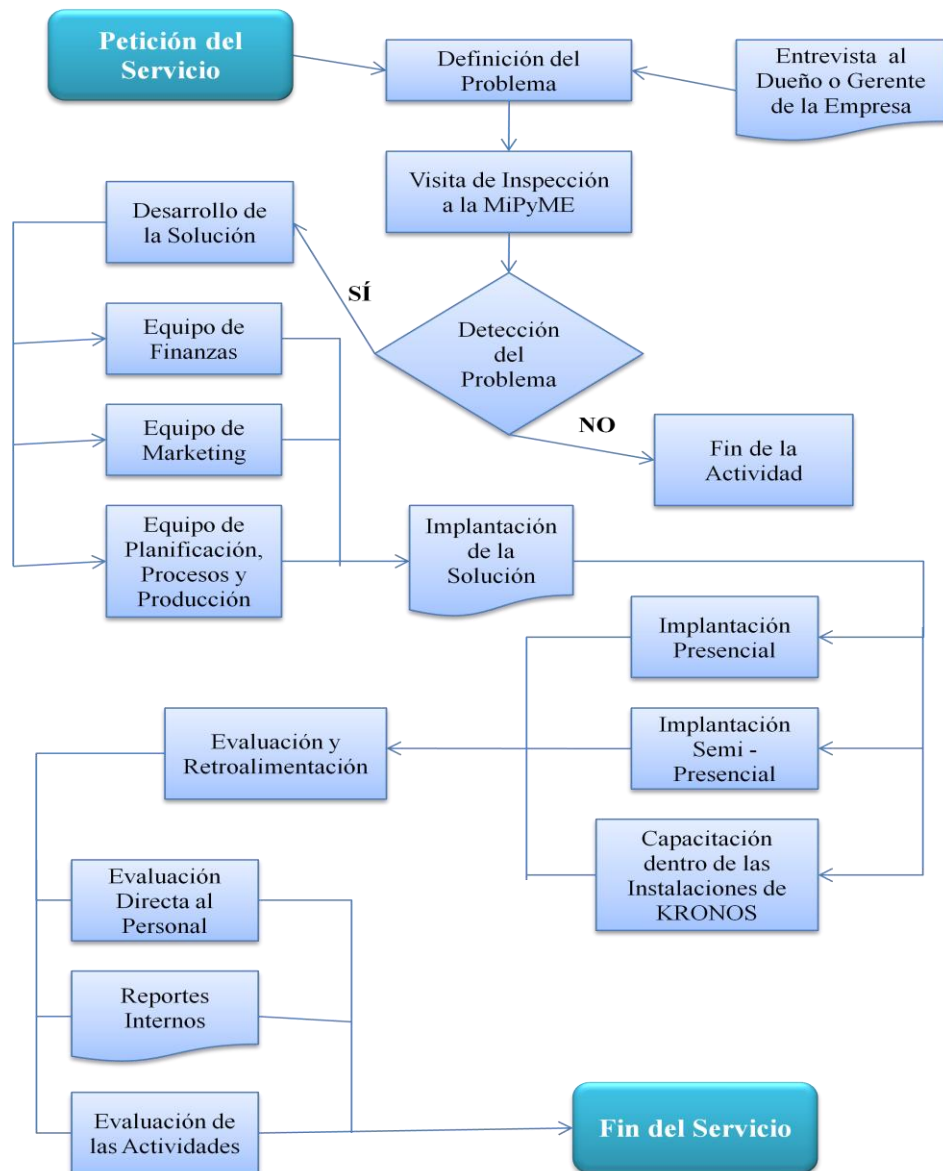 Petición del
Servicio
Definición del
Problema
Entrevista al
Dueño o Gerente
de la Empresa
Visita de Inspección
a la MiPyME
Desarrollo de
la Solución
SÍ
Detección
del
Problema
NO
Fin de la
Actividad
Equipo de
Finanzas
Equipo de
Marketing
Equipo de
Planificación,
Procesos y
Producción
Implantación
de la
Solución
Implantación
Presencial
Implantación
Semi -
Presencial
Capacitación
dentro de las
Instalaciones de
KRONOS
Evaluación y
Retroalimentación
Evaluación
Directa al
Personal
Reportes
Internos
Evaluación de
las Actividades
Fin del Servicio